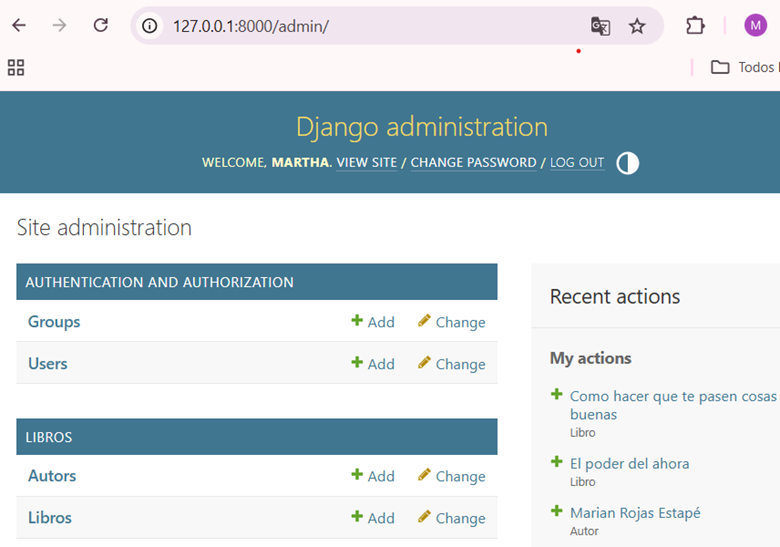 127.0.0.1:8000/admin/
M
Todos
Django administration
WELCOME, MARTHA. VIEW SITE / CHANGE PASSWORD / LOG OUT
Site administration
AUTHENTICATION AND AUTHORIZATION
Groups Add Change
Users Add Change
LIBROS
Autors Add Change
Libros Add Change
Recent actions
My actions
Como hacer que te pasen cosas
buenas
Libro
El poder del ahora
Libro
Marian Rojas Estapé
Autor